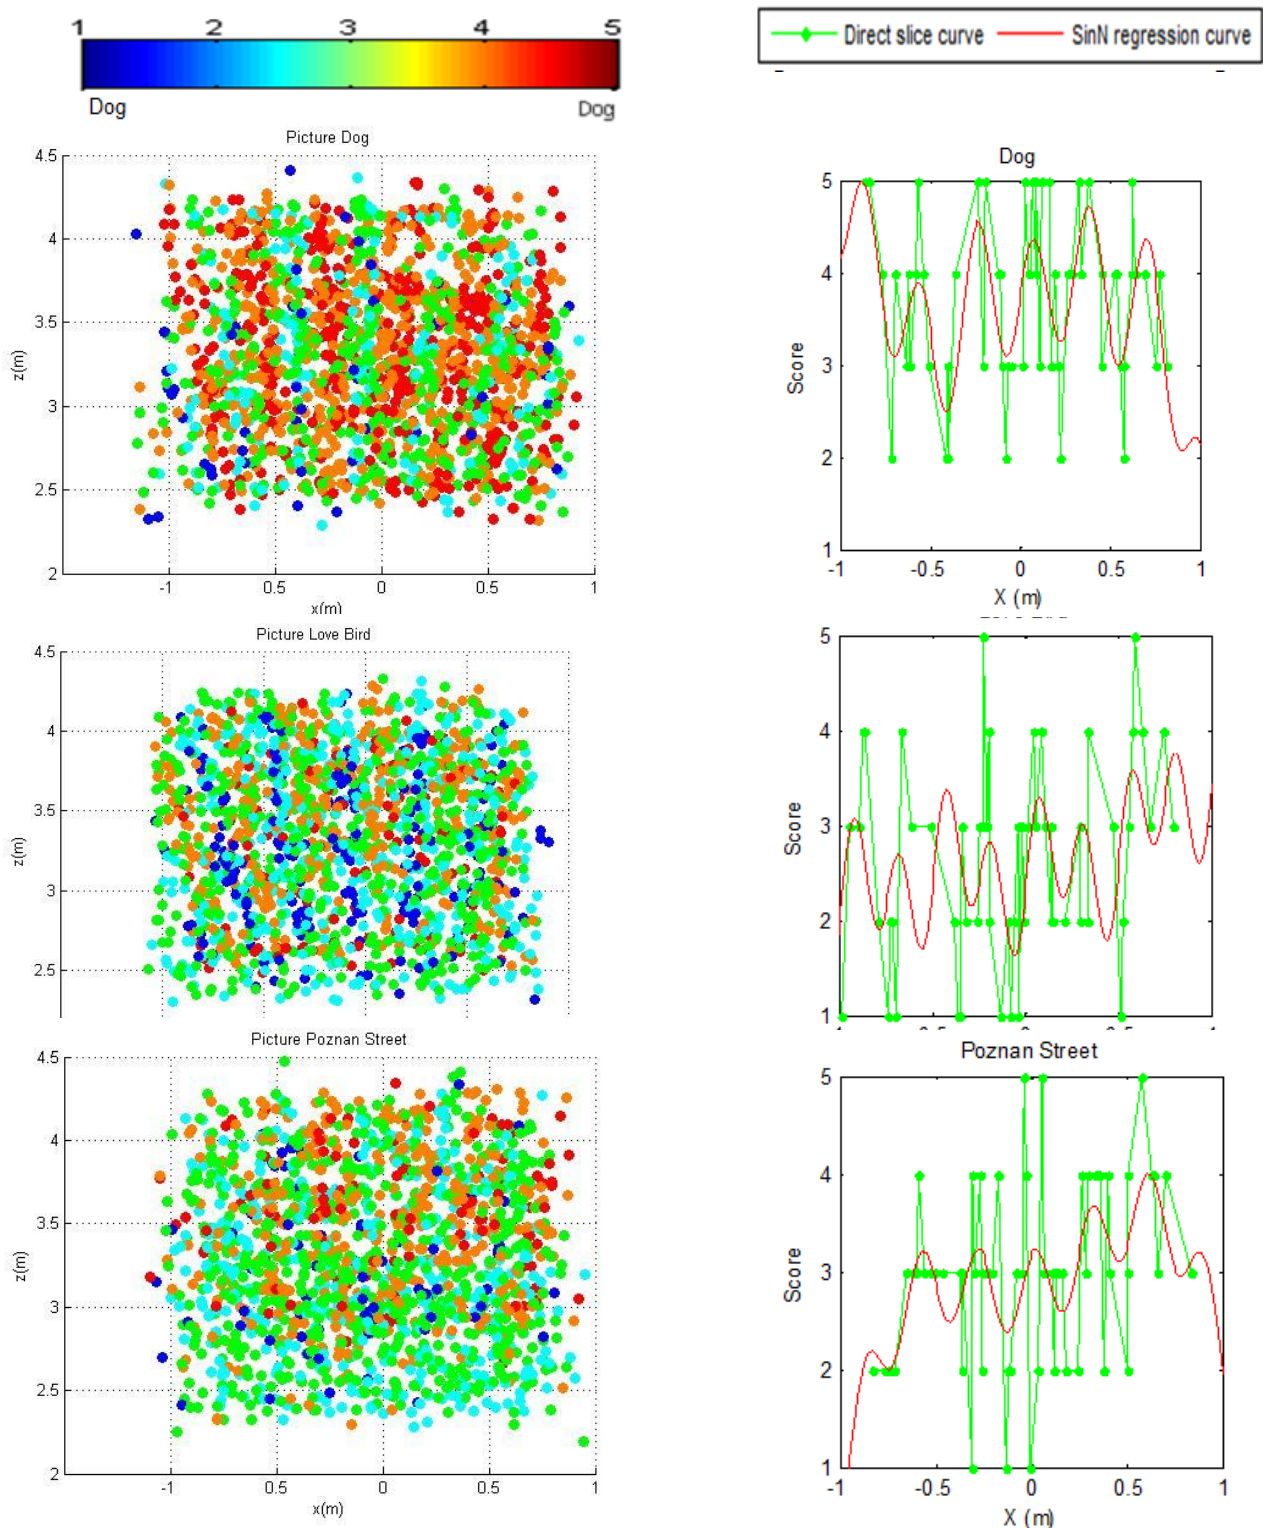 1 2 3 4 5
Dog Dog
Direct slice curve SinN regression curve
Picture Dog
4.5
4
3.5
3
2.5
2
z(m)
-1 -0.5 0 0.5 1
x(m)
Dog
5
4
3
2
1
Score
-1 -0.5 0 0.5 1
X (m)
Picture Love Bird
4.5
4
3.5
3
2.5
z(m)
5
4
3
2
1
Score
Picture Poznan Street
4.5
4
3.5
3
2.5
2
z(m)
-1 -0.5 0 0.5 1
x(m)
Poznan Street
5
4
3
2
1
Score
-1 -0.5 0 0.5 1
X (m)